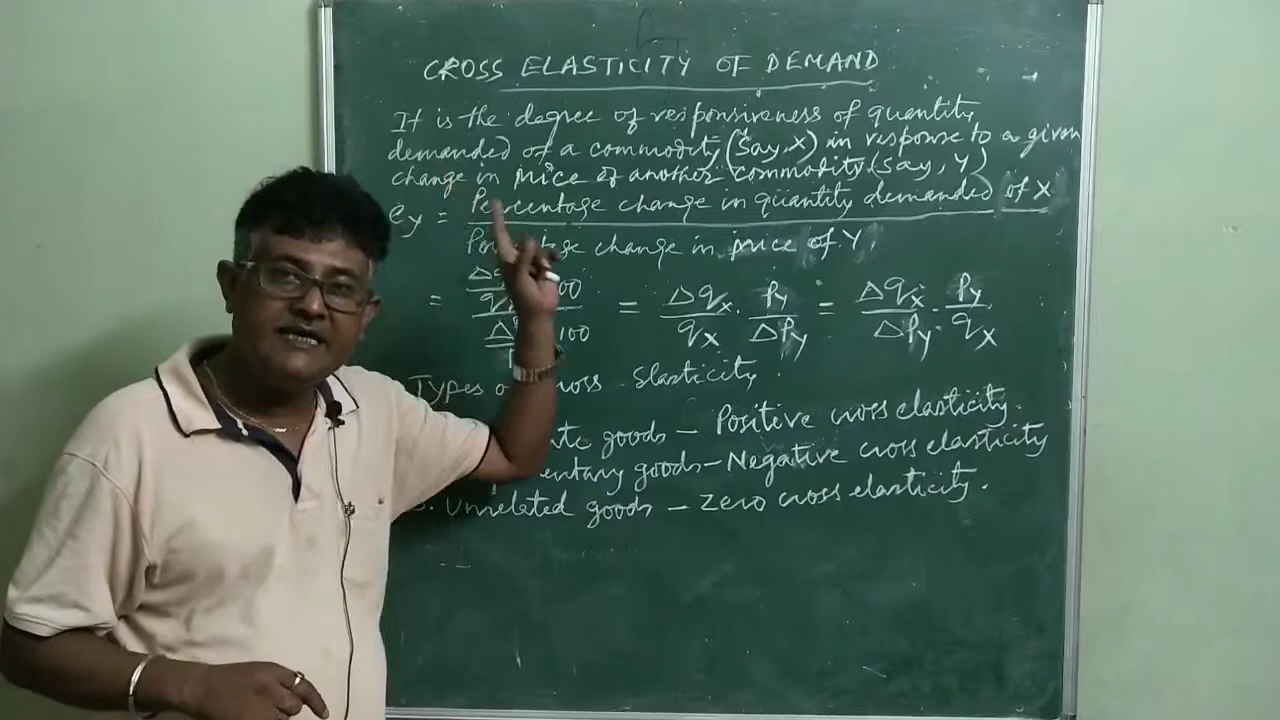 CROSS ELASTICITY OF DEMAND
It is the degree of responsiveness of quantity
demanded of a commodity (Say, X) in response to a given
change in price of another commodity (Say, Y)
ey = Percentage change in quantity demanded of X
change in price of Y
= 100 / 100 = Δqx/qx · Py/ΔPy = Δqx/ΔPy · Py/qx
Types Elasticity.
goods – Positive cross elasticity.
goods – Negative cross elasticity
Unrelated goods – Zero cross elasticity.